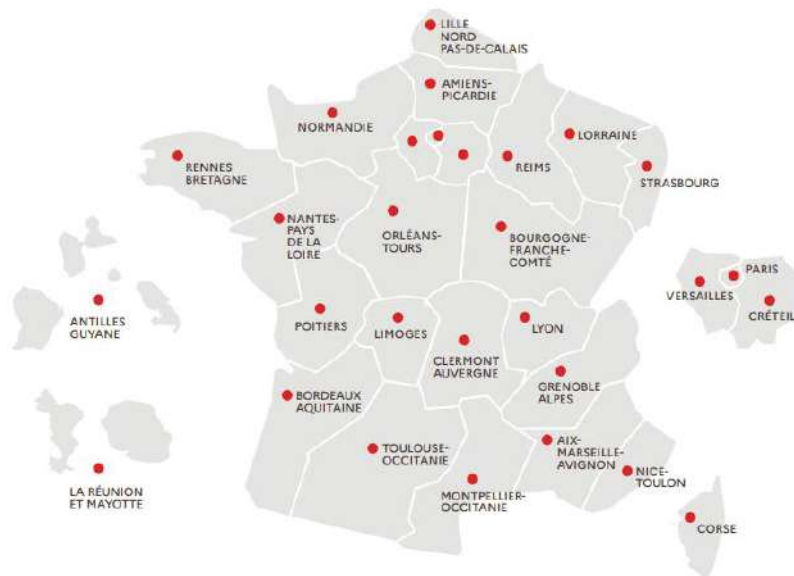 LILLE
NORD
PAS-DE-CALAIS
AMIENS-
PICARDIE
NORMANDIE
LORRAINE
RENNES
BRETAGNE
REIMS
STRASBOURG
NANTES-
PAYS
DE LA
LOIRE
ORLÉANS-
TOURS
BOURGOGNE-
FRANCHE-
COMTÉ
PARIS
VERSAILLES
CRÉTEIL
ANTILLES
GUYANE
POITIERS
LIMOGES
LYON
CLERMONT
AUVERGNE
GRENOBLE
ALPES
BORDEAUX
AQUITAINE
TOULOUSE-
OCCITANIE
AIX-
MARSEILLE-
AVIGNON
NICE-
TOULON
LA RÉUNION
ET MAYOTTE
MONTPELLIER-
OCCITANIE
CORSE